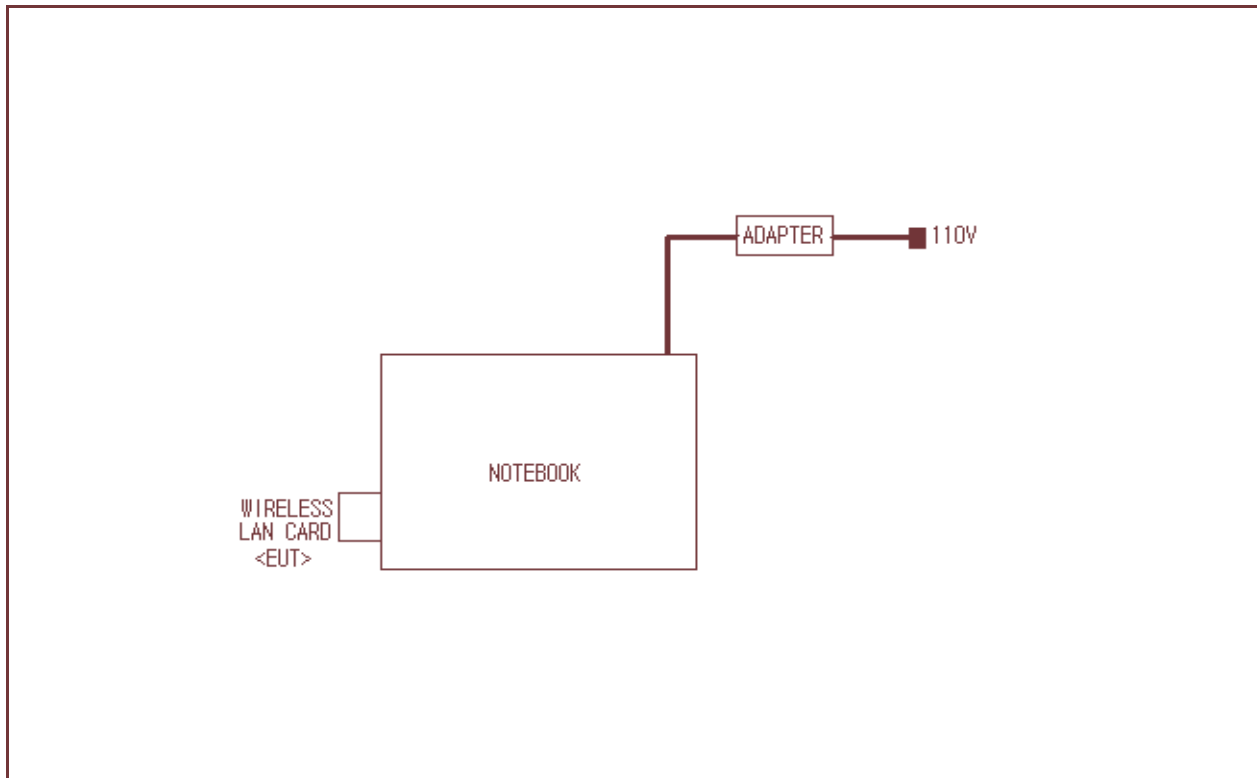 ADAPTER
110V
NOTEBOOK
WIRELESS
LAN CARD
<EUT>